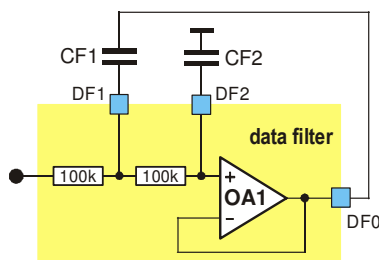 CF1
CF2
DF1
DF2
data filter
100k
100k
+
OA1
−
DF0